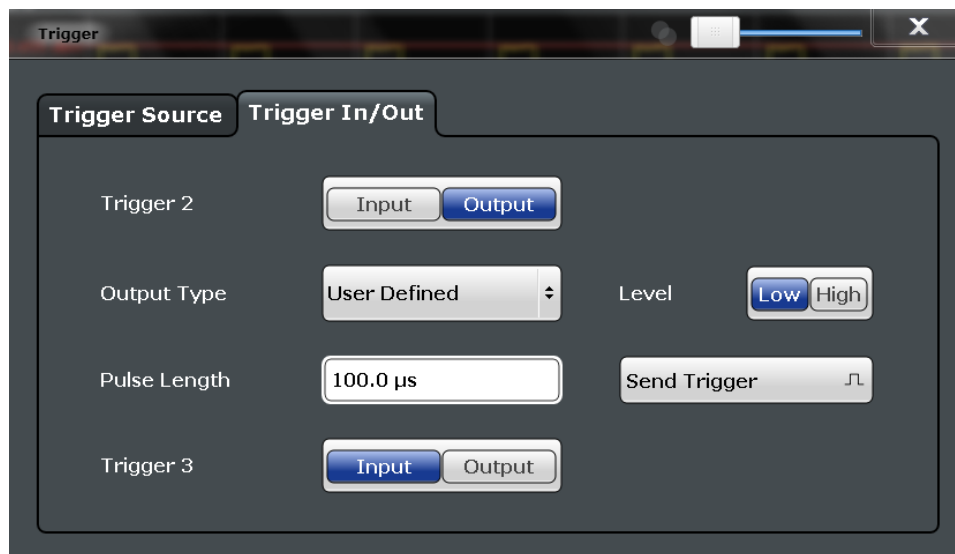 Trigger
X
Trigger Source
Trigger In/Out
Trigger 2
Input
Output
Output Type
User Defined
Level
Low
High
Pulse Length
100.0 µs
Send Trigger
Trigger 3
Input
Output